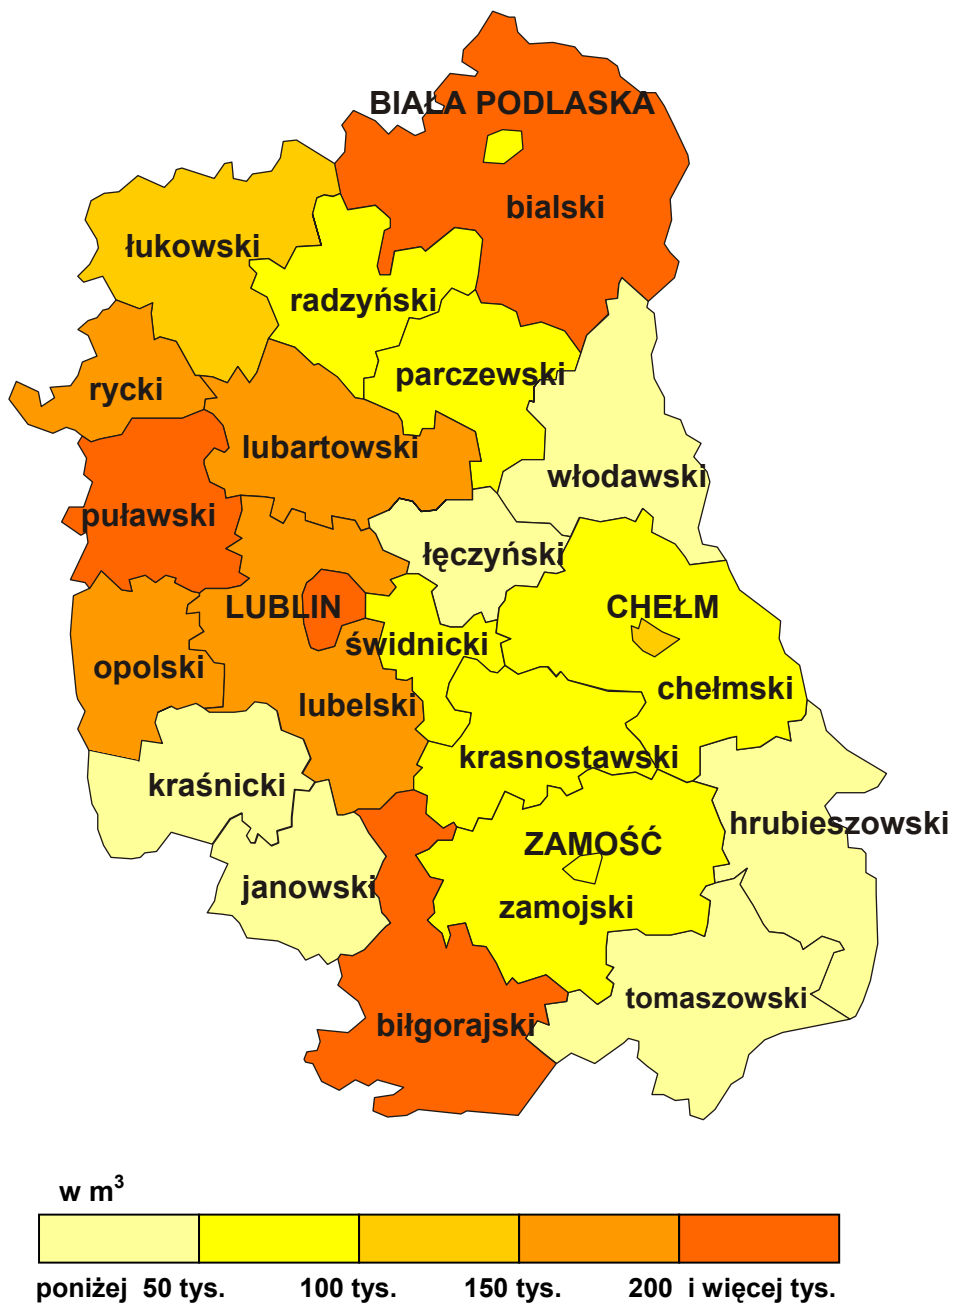 BIAŁA PODLASKA
bialski
łukowski
radzyński
parczewski
rycki
lubartowski
włodawski
puławski
łęczyński
LUBLIN
CHEŁM
świdnicki
opolski
chełmski
lubelski
krasnostawski
kraśnicki
hrubieszowski
ZAMOŚĆ
janowski
zamojski
tomaszowski
biłgorajski
w m³
poniżej 50 tys. 100 tys. 150 tys. 200 i więcej tys.